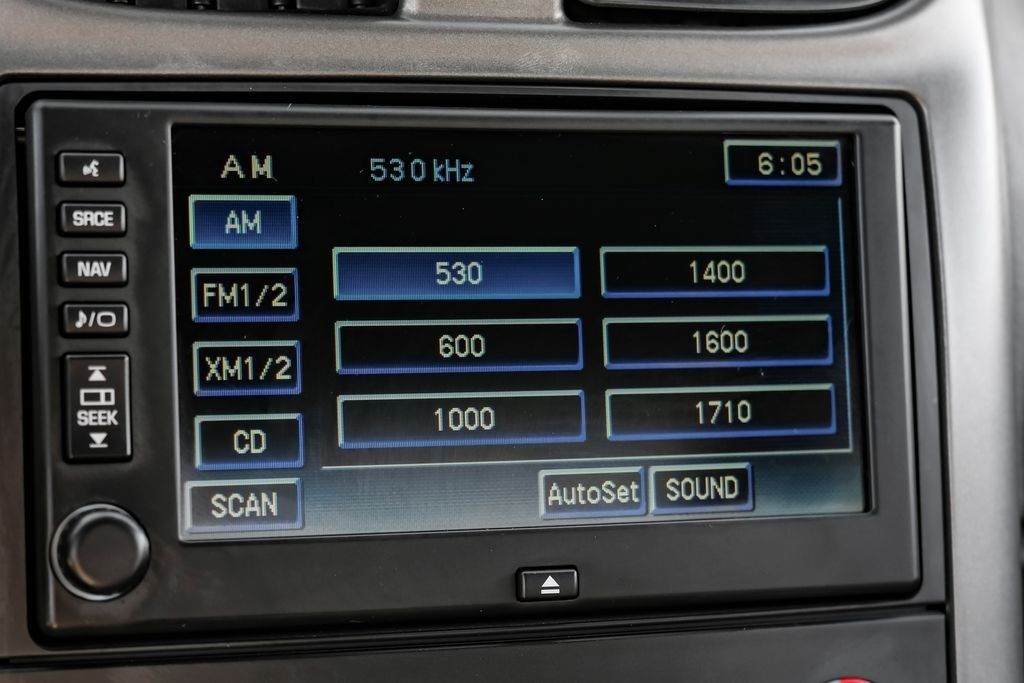 AM 530 kHz 6:05
SRCE
NAV
SEEK
AM
FM1/2
XM1/2
CD
SCAN
530 1400
600 1600
1000 1710
AutoSet SOUND